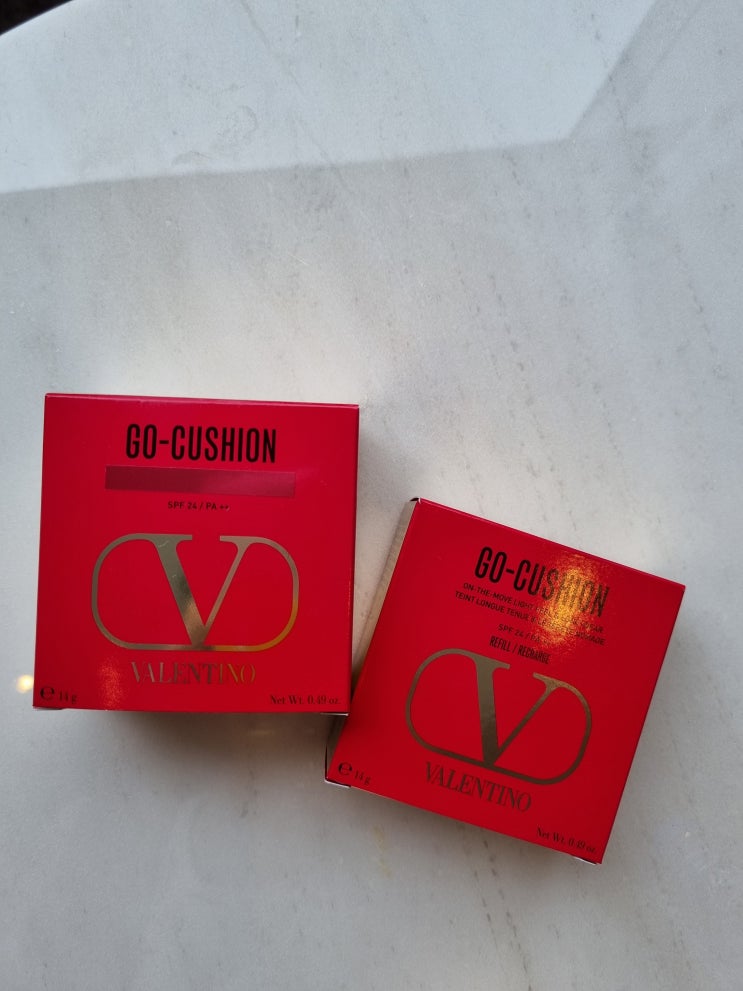 GO-CUSHION
SPF 24 / PA ++
VALENTINO
e 14 g
Net Wt. 0.49 oz.
GO-CUSHION
ON-THE-MOVE LIGHT
TEINT LONGUE TENUE
SPF 24 /
REFILL / RECHARGE
VALENTINO
e 14 g
Net Wt. 0.49 oz.